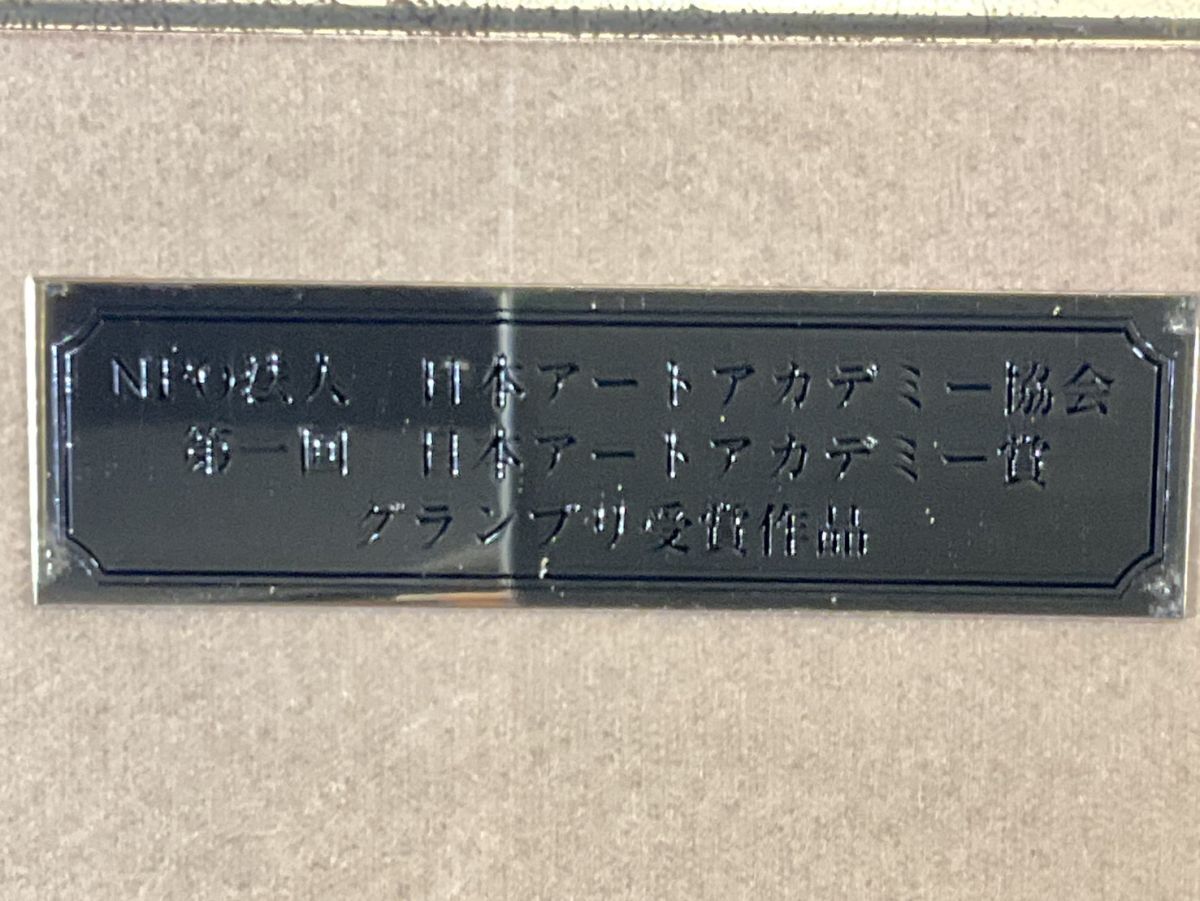 NPO法人　日本アートアカデミー協会
第一回　日本アートアカデミー賞
グランプリ受賞作品